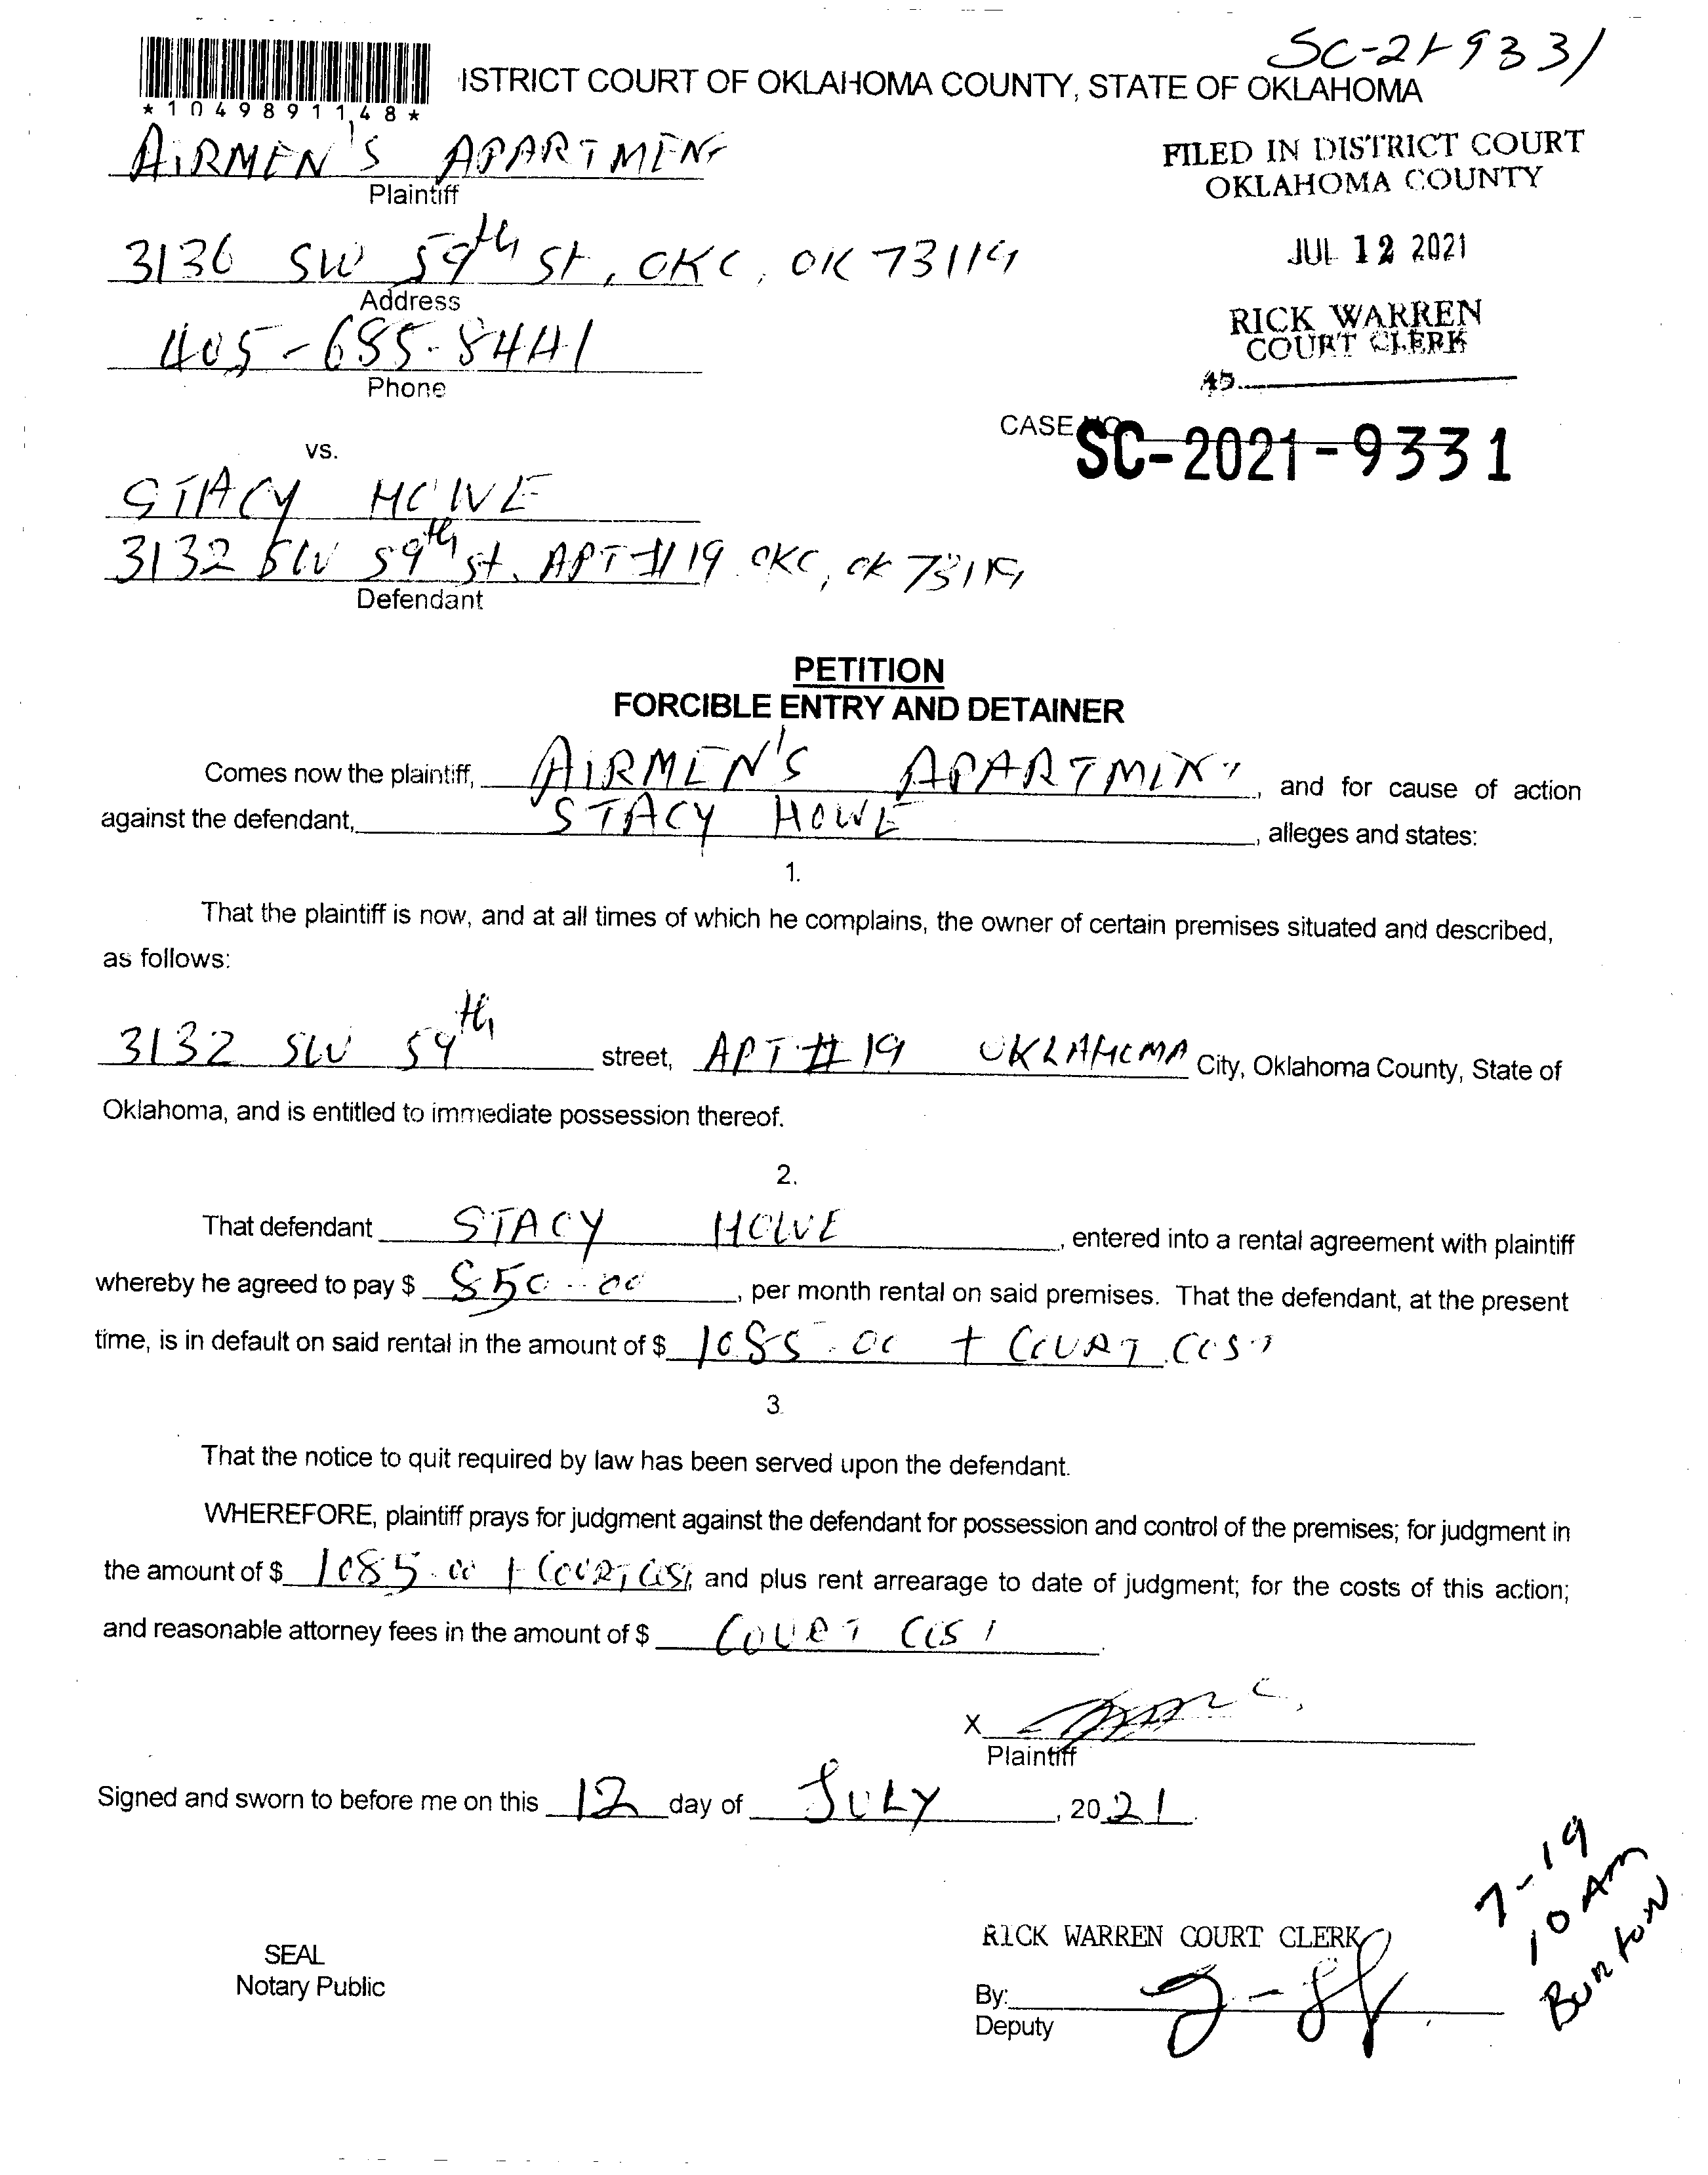 SC-21-9331
*1049891148*
ISTRICT COURT OF OKLAHOMA COUNTY, STATE OF OKLAHOMA
AIRMEN'S APARTMENT
Plaintiff
FILED IN DISTRICT COURT
OKLAHOMA COUNTY
3136 SW 59th St, OKC, OK 73119
Address
JUL 12 2021
405-685-8441
Phone
RICK WARREN
COURT CLERK
45
CASE NO.
SC-2021-9331
vs.
STACY HOWE
3132 SW 59th St. APT #19 OKC, OK 73119
Defendant
PETITION
FORCIBLE ENTRY AND DETAINER
Comes now the plaintiff, AIRMEN'S APARTMENT, and for cause of action
against the defendant, STACY HOWE, alleges and states:
1.
That the plaintiff is now, and at all times of which he complains, the owner of certain premises situated and described,
as follows:
3132 SW 59th street, APT #19 OKLAHOMA City, Oklahoma County, State of
Oklahoma, and is entitled to immediate possession thereof.
2.
That defendant STACY HOWE, entered into a rental agreement with plaintiff
whereby he agreed to pay $ 850.00, per month rental on said premises. That the defendant, at the present
time, is in default on said rental in the amount of $ 1085.00 + COURT COST
3.
That the notice to quit required by law has been served upon the defendant.
WHEREFORE, plaintiff prays for judgment against the defendant for possession and control of the premises; for judgment in
the amount of $ 1085.00 + COURT COST, and plus rent arrearage to date of judgment; for the costs of this action;
and reasonable attorney fees in the amount of $ COURT COST.
X
Plaintiff
Signed and sworn to before me on this 12 day of JULY, 2021.
7-19
10 AM
Burton
RICK WARREN COURT CLERK
SEAL
Notary Public
By:
Deputy